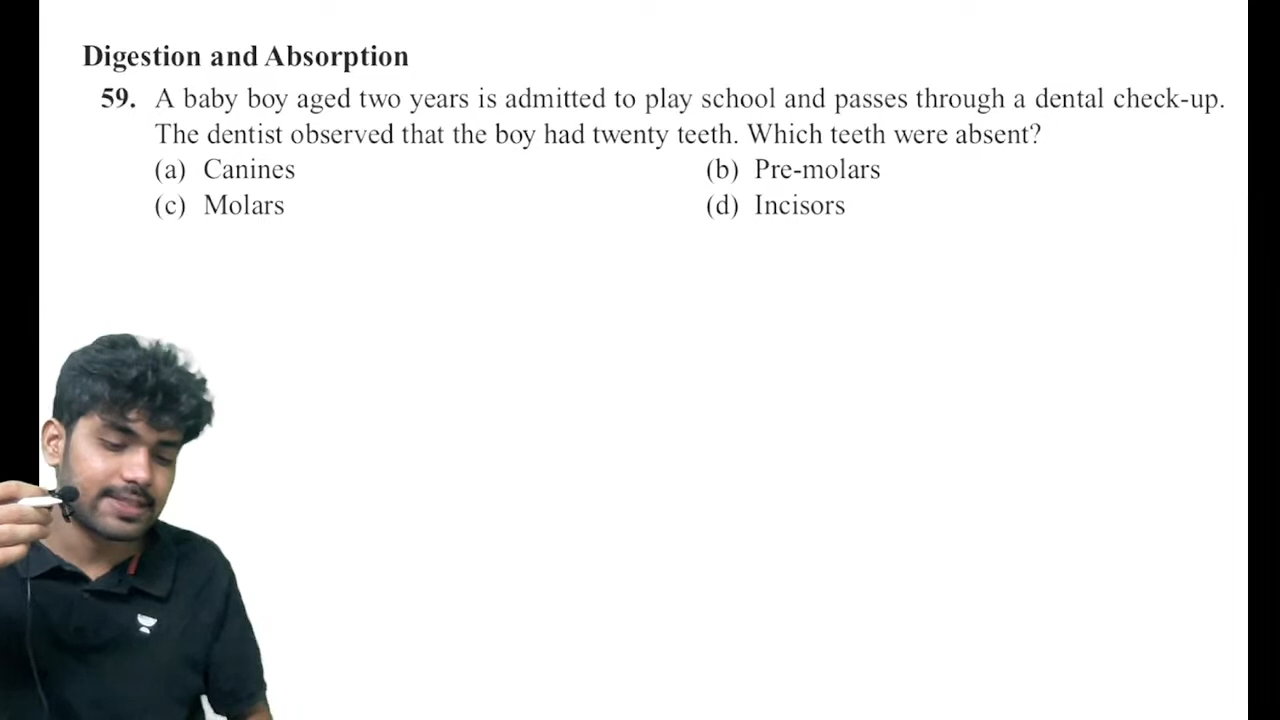 Digestion and Absorption
59. A baby boy aged two years is admitted to play school and passes through a dental check-up.
The dentist observed that the boy had twenty teeth. Which teeth were absent?
(a) Canines (b) Pre-molars
(c) Molars (d) Incisors